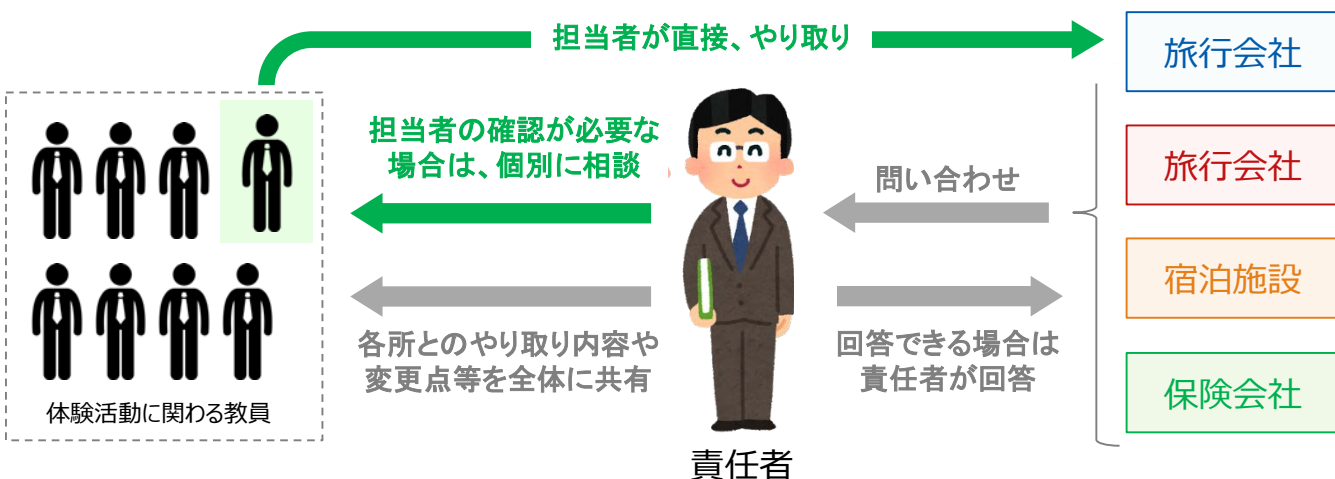 担当者が直接、やり取り
旅行会社
担当者の確認が必要な
場合は、個別に相談
問い合わせ
旅行会社
宿泊施設
各所とのやり取り内容や
変更点等を全体に共有
回答できる場合は
責任者が回答
保険会社
体験活動に関わる教員
責任者